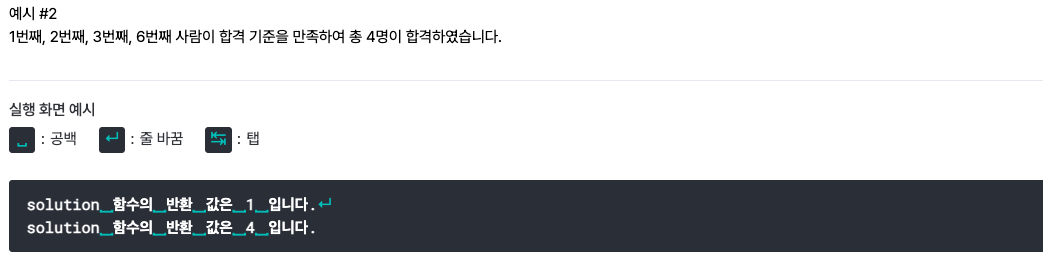 예시 #2
1번째, 2번째, 3번째, 6번째 사람이 합격 기준을 만족하여 총 4명이 합격하였습니다.
실행 화면 예시
␣ : 공백 ↵ : 줄 바꿈 ↹ : 탭
solution␣함수의␣반환␣값은␣1␣입니다.↵
solution␣함수의␣반환␣값은␣4␣입니다.